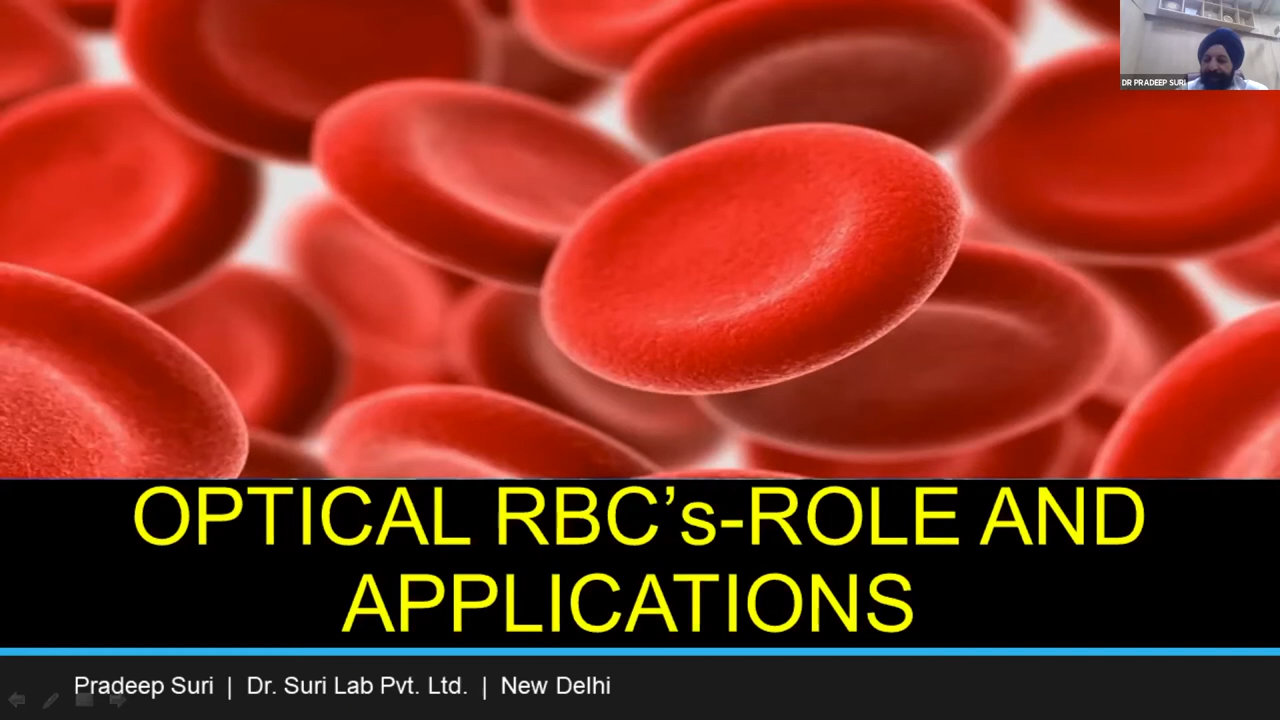 DR PRADEEP SURI
OPTICAL RBC’s-ROLE AND
APPLICATIONS
Pradeep Suri | Dr. Suri Lab Pvt. Ltd. | New Delhi